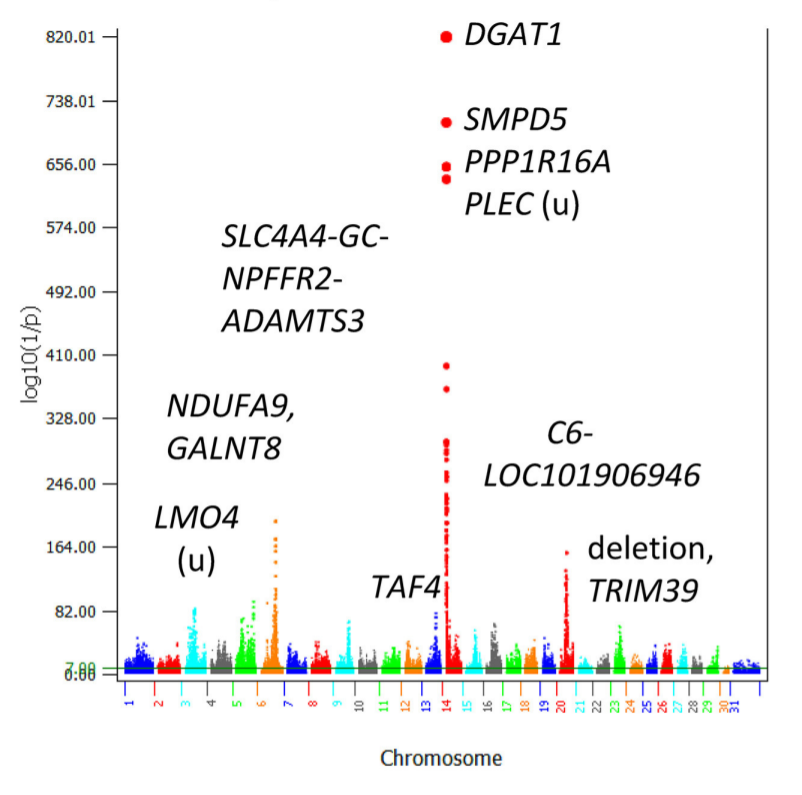 820.01
DGAT1
738.01
SMPD5
656.00
PPP1R16A
PLEC (u)
574.00
SLC4A4-GC-
NPFFR2-
ADAMTS3
492.00
410.00
log10(1/p)
NDUFA9,
GALNT8
328.00
C6-
LOC101906946
246.00
LMO4
(u)
164.00
deletion,
TRIM39
TAF4
82.00
7.00
0.00
1 2 3 4 5 6 7 8 9 10 11 12 13 14 15 16 17 18 19 20 21 22 23 24 25 26 27 28 29 30 31
Chromosome